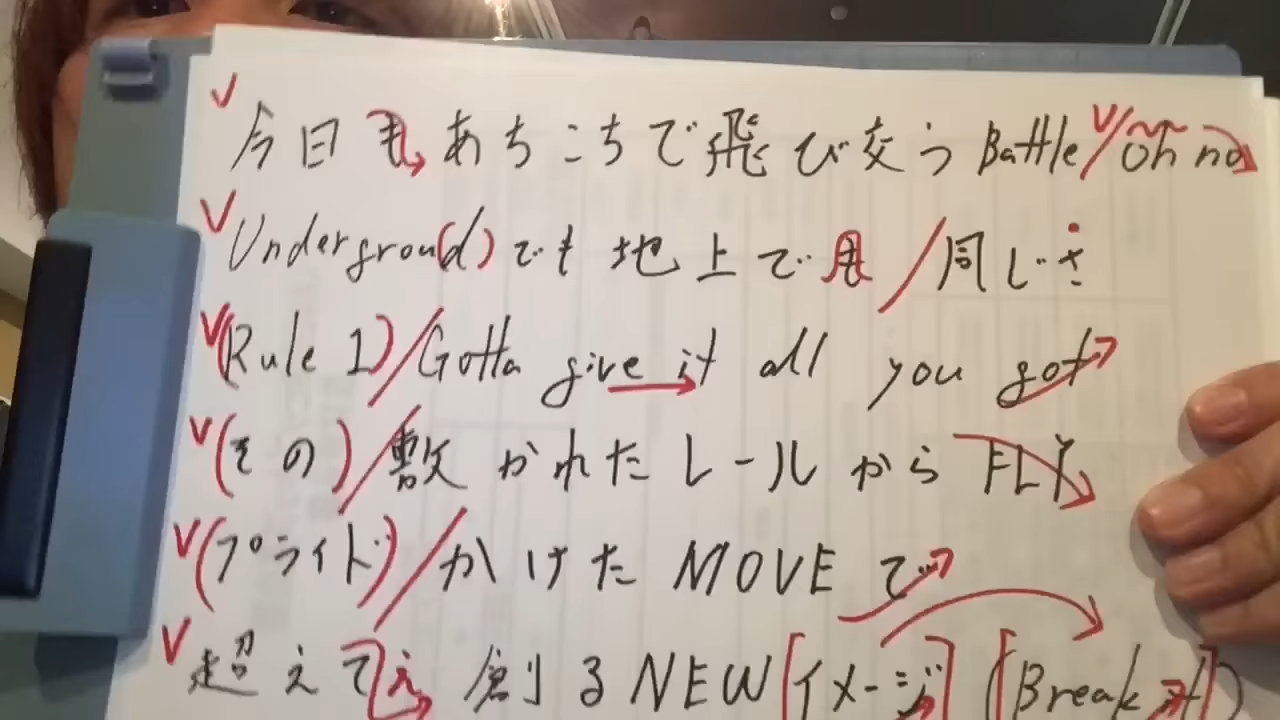 今日も あちこちで飛び交う Battle/Oh no
Undergrou(d)でも 地上でも/同じさ
(Rule 1)/Gotta give it all you got
(その)/敷かれたレールから FLY
(プライド)/かけた MOVE で
超えてえ 創る NEW [イメージ] (Break it)